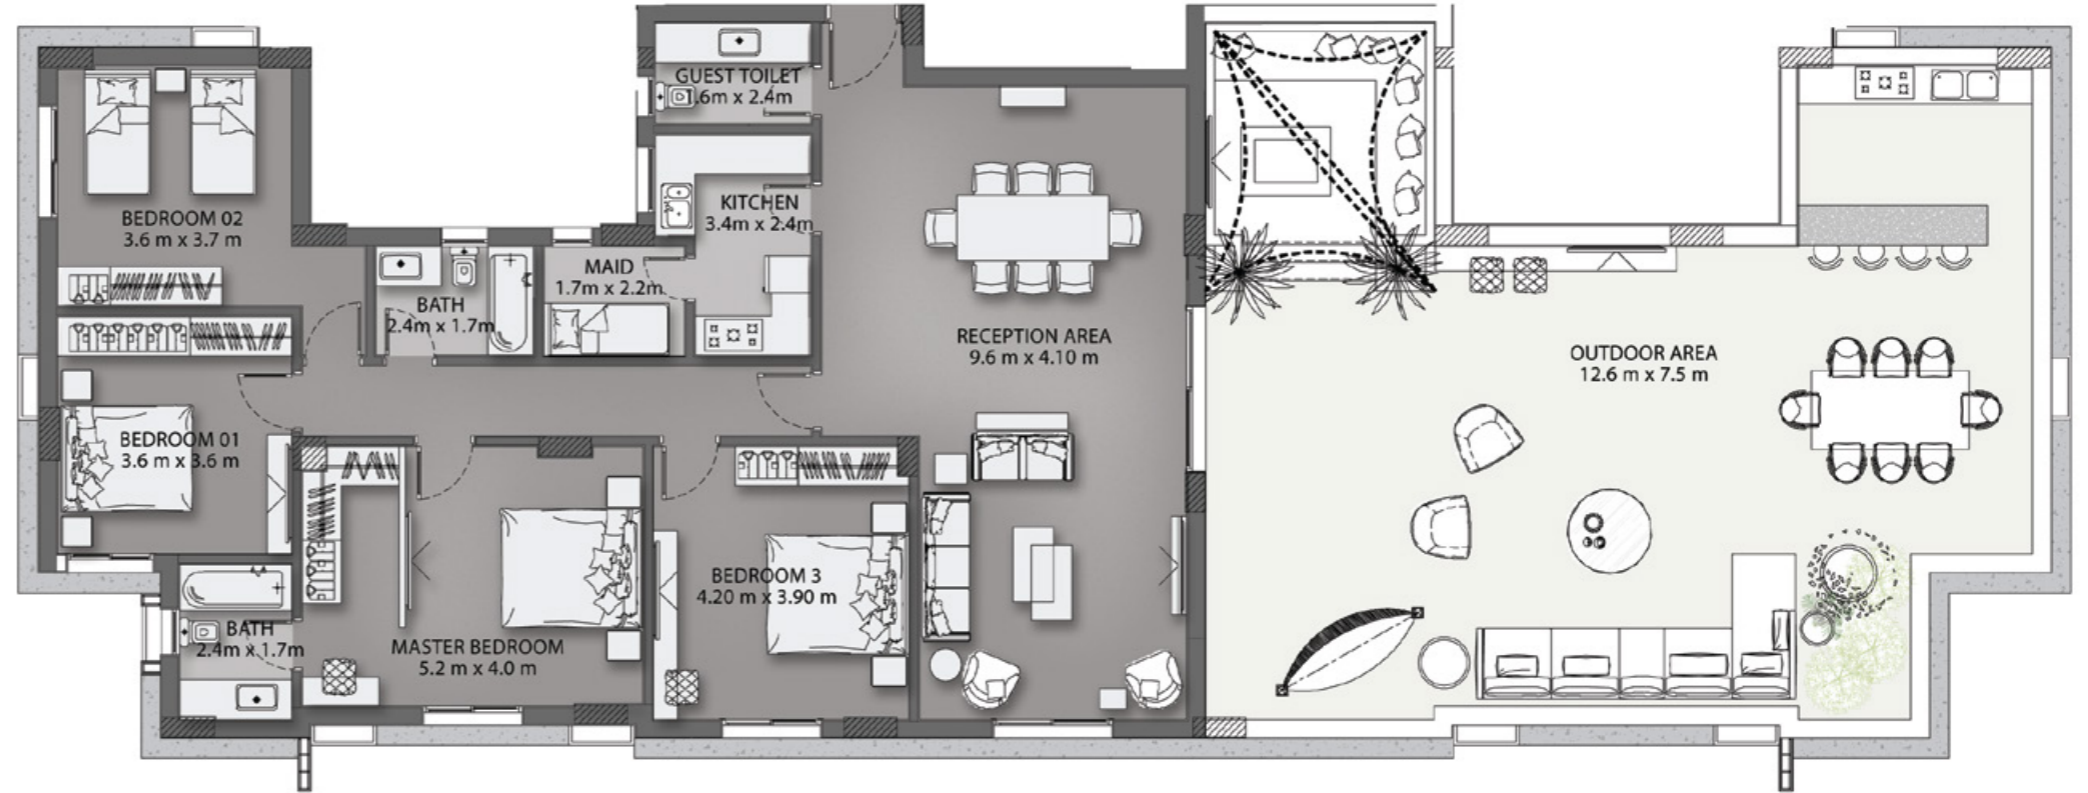 GUEST TOILET
1.6m x 2.4m
BEDROOM 02
3.6 m x 3.7 m
KITCHEN
3.4m x 2.4m
MAID
1.7m x 2.2m
BATH
2.4m x 1.7m
RECEPTION AREA
9.6 m x 4.10 m
OUTDOOR AREA
12.6 m x 7.5 m
BEDROOM 01
3.6 m x 3.6 m
BEDROOM 3
4.20 m x 3.90 m
BATH
2.4m x 1.7m
MASTER BEDROOM
5.2 m x 4.0 m